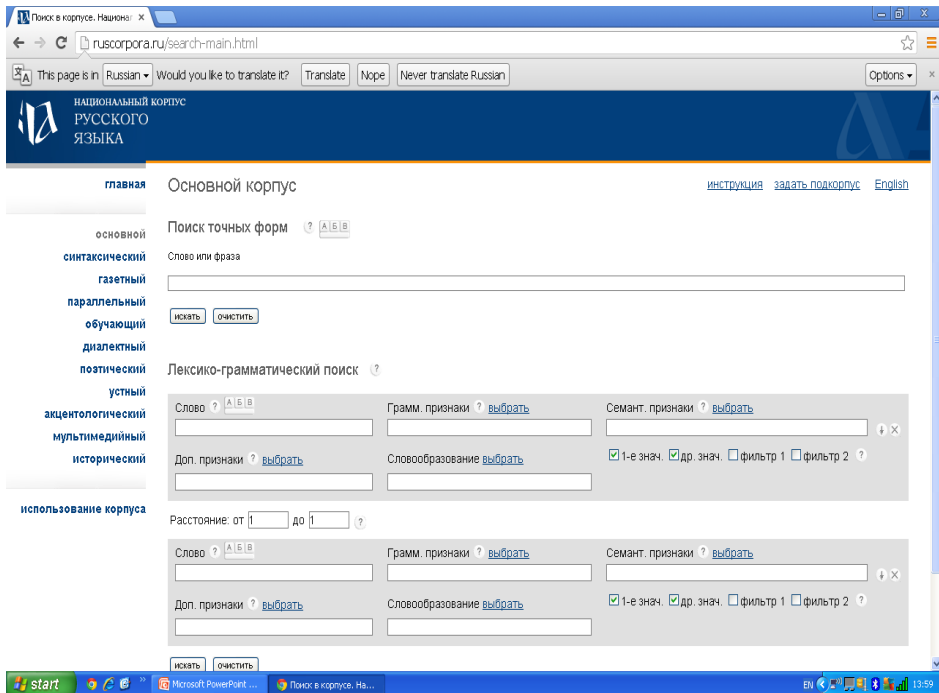 Поиск в корпусе. Национал
ruscorpora.ru/search-main.html
This page is in Russian Would you like to translate it? Translate Nope Never translate Russian Options
НАЦИОНАЛЬНЫЙ КОРПУС
РУССКОГО
ЯЗЫКА
главная
основной
синтаксический
газетный
параллельный
обучающий
диалектный
поэтический
устный
акцентологический
мультимедийный
исторический
использование корпуса
Основной корпус
инструкция задать подкорпус English
Поиск точных форм ? А Б В
Слово или фраза
искать очистить
Лексико-грамматический поиск ?
Слово ? А Б В Грамм. признаки ? выбрать Семант. признаки ? выбрать
Доп. признаки ? выбрать Словообразование выбрать 1-е знач. др. знач. фильтр 1 фильтр 2 ?
Расстояние: от 1 до 1 ?
Слово ? А Б В Грамм. признаки ? выбрать Семант. признаки ? выбрать
Доп. признаки ? выбрать Словообразование выбрать 1-е знач. др. знач. фильтр 1 фильтр 2 ?
искать очистить
start Microsoft PowerPoint ... Поиск в корпусе. На... EN 13:59